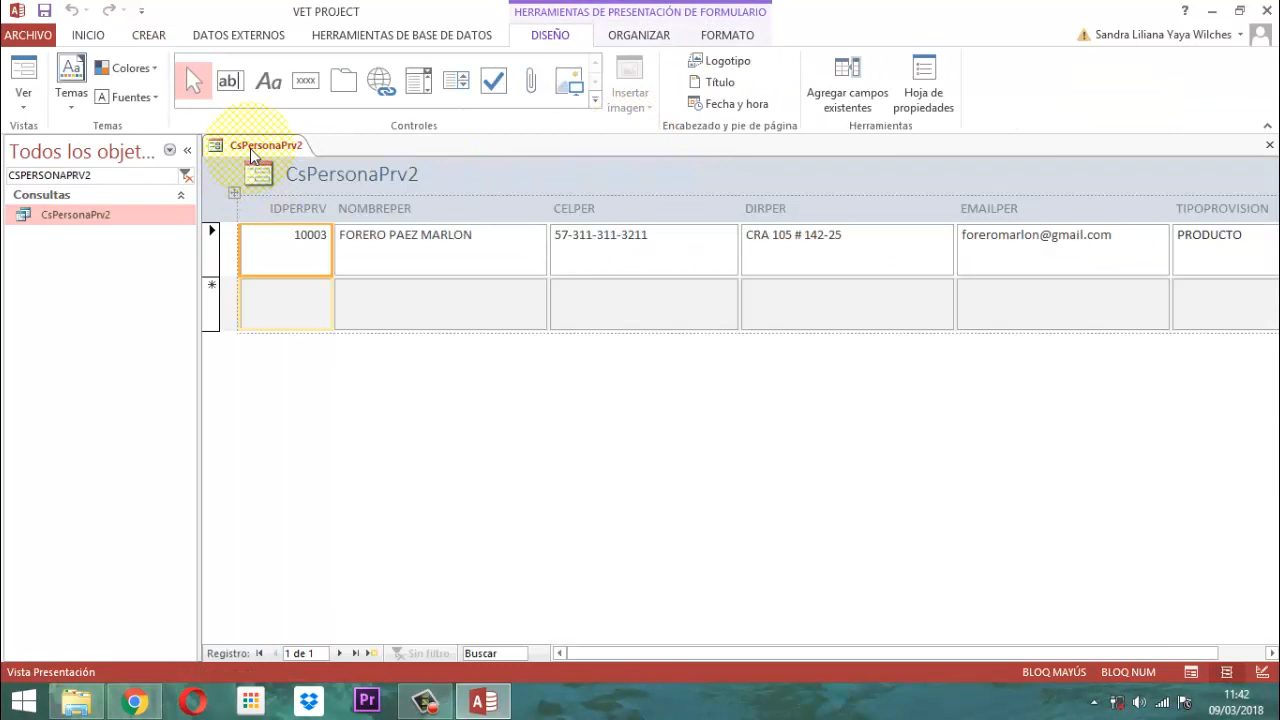 VET PROJECT
HERRAMIENTAS DE PRESENTACIÓN DE FORMULARIO
?
ARCHIVO INICIO CREAR DATOS EXTERNOS HERRAMIENTAS DE BASE DE DATOS DISEÑO ORGANIZAR FORMATO
Sandra Liliana Yaya Wilches
Ver
Temas
Aa
Colores
A Fuentes
ab
Aa
xxxx
Insertar imagen
Logotipo
Título
Fecha y hora
Agregar campos existentes
Hoja de propiedades
Vistas Temas Controles Encabezado y pie de página Herramientas
Todos los objet...
CSPERSONAPRV2
Consultas
CsPersonaPrv2
CsPersonaPrv2
CsPersonaPrv2
IDPERPRV NOMBREPER CELPER DIRPER EMAILPER TIPOPROVISION
10003 FORERO PAEZ MARLON 57-311-311-3211 CRA 105 # 142-25 foreromarlon@gmail.com PRODUCTO
Registro: 1 de 1 Sin filtro Buscar
Vista Presentación BLOQ MAYÚS BLOQ NUM
Pr
A
11:42
09/03/2018